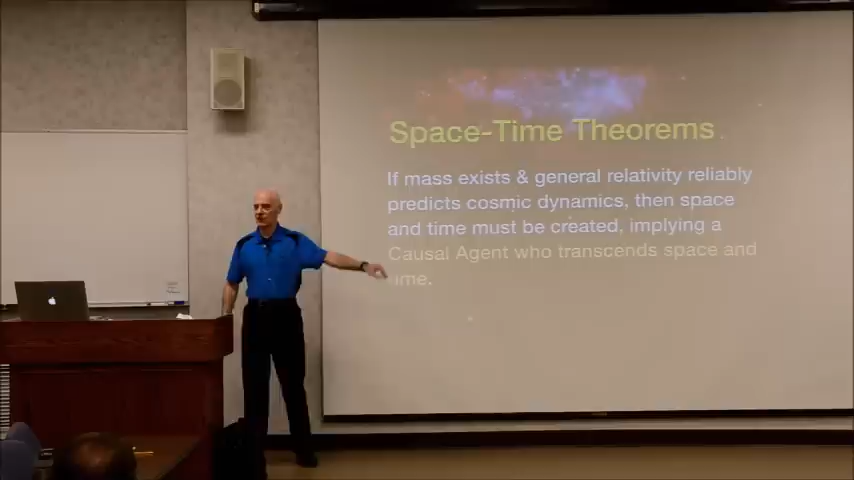 Space-Time Theorems
If mass exists & general relativity reliably
predicts cosmic dynamics, then space
and time must be created, implying a
Causal Agent who transcends space and
time.